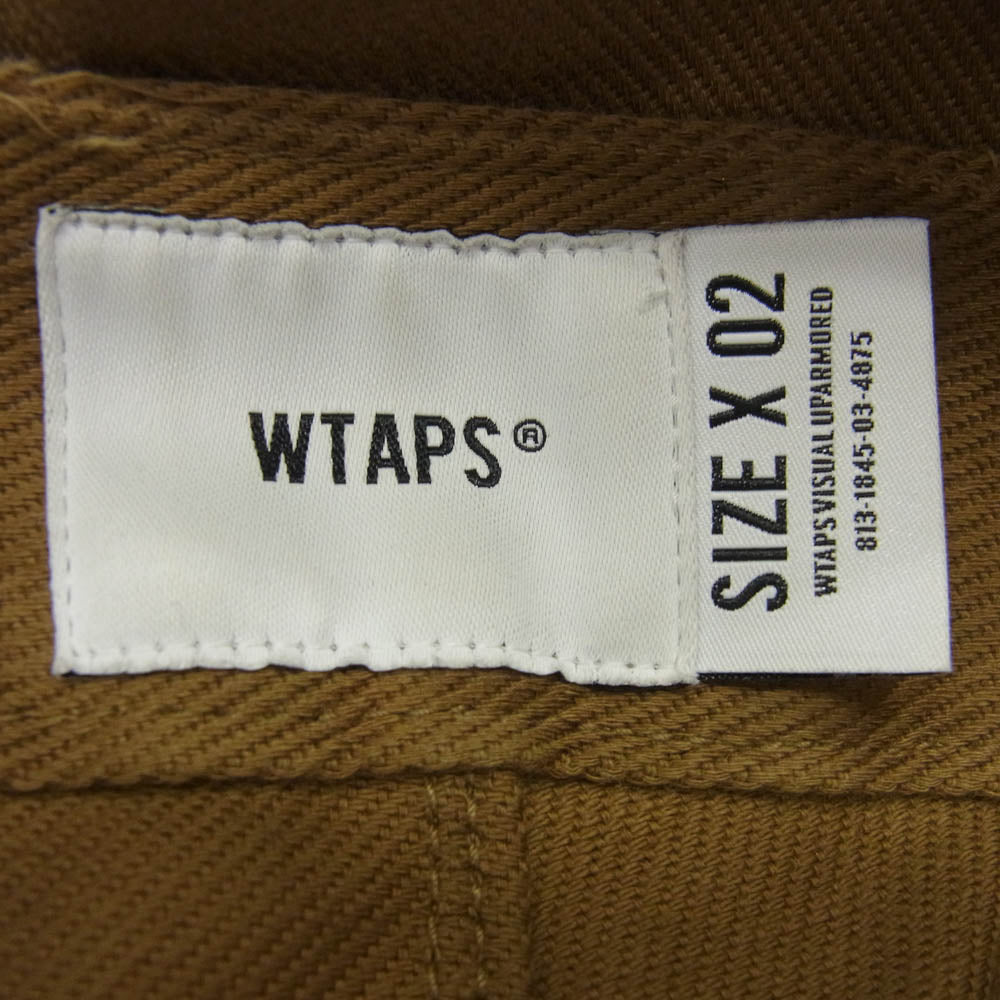 WTAPS®
SIZE X 02
WTAPS VISUAL UPARMORED
813-1845-03-4875